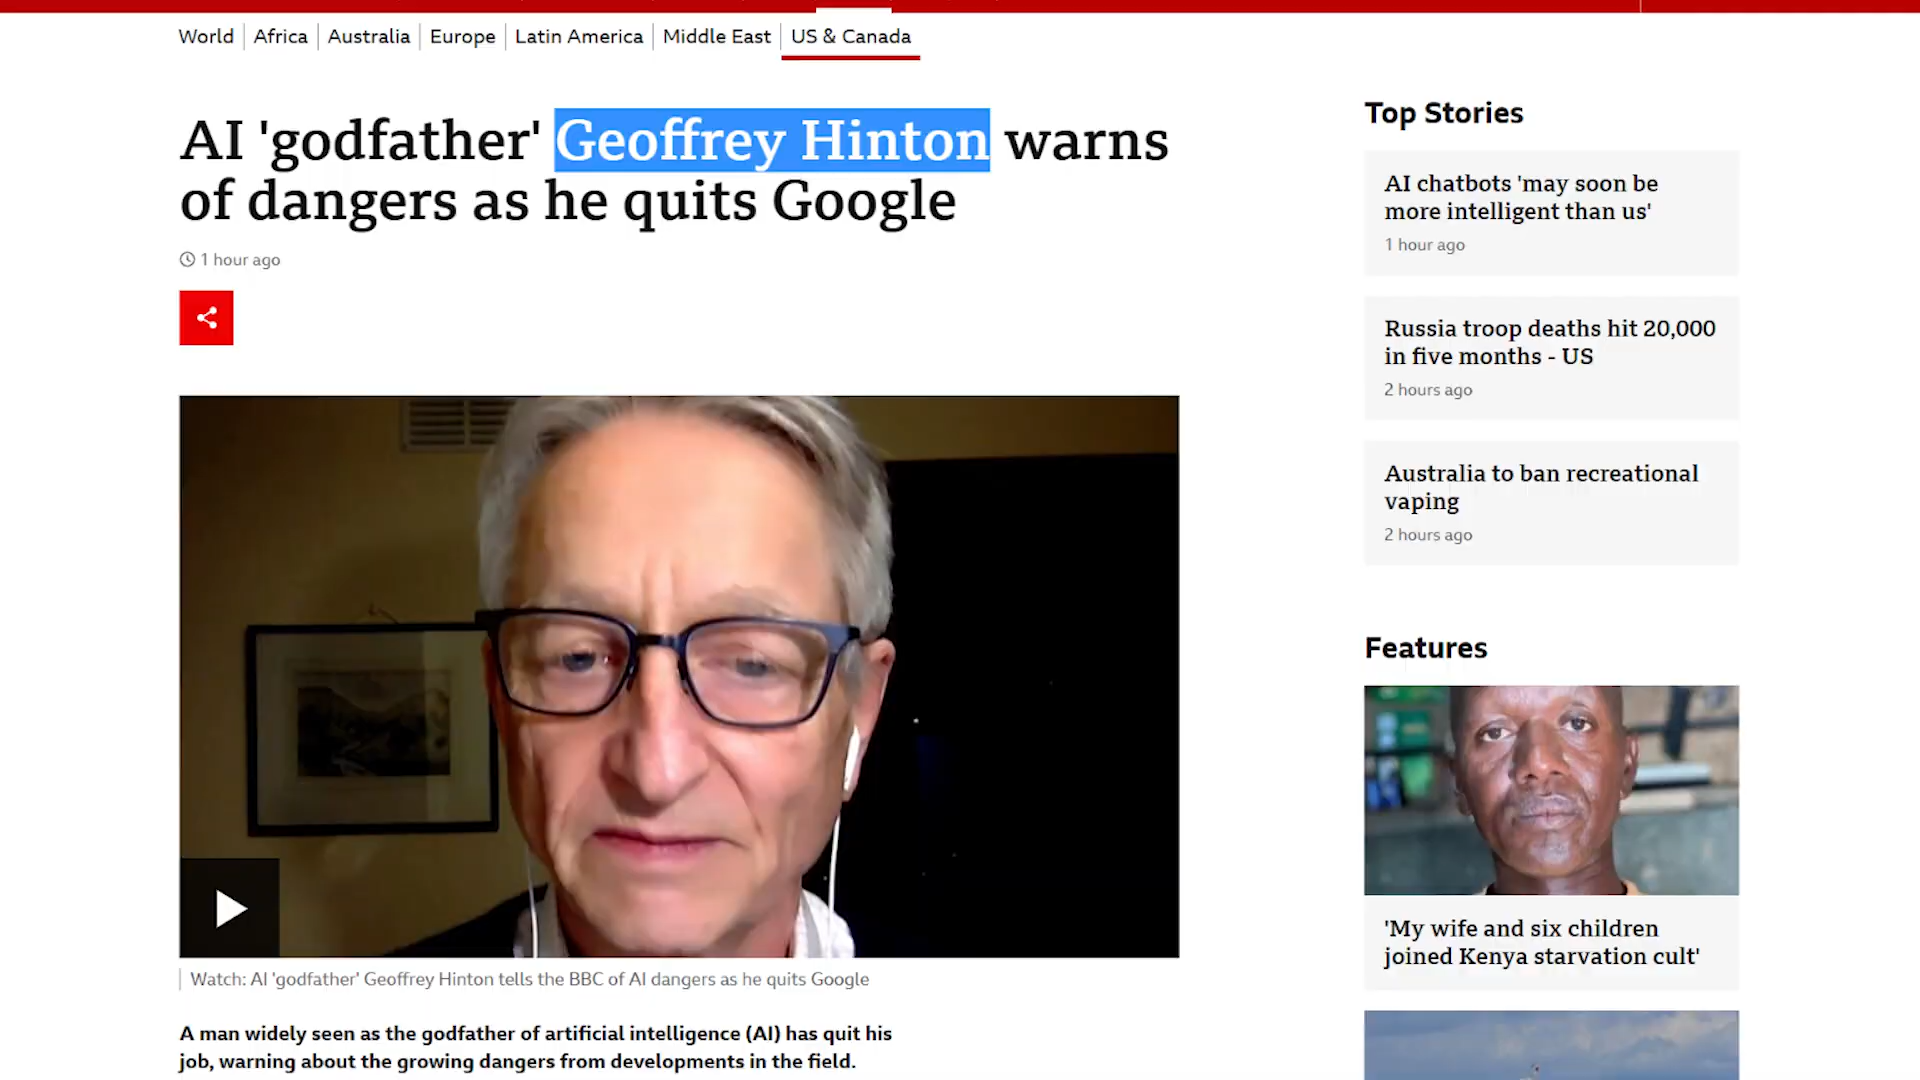 World
Africa
Australia
Europe
Latin America
Middle East
US & Canada
AI 'godfather' Geoffrey Hinton warns
of dangers as he quits Google
1 hour ago
Watch: AI 'godfather' Geoffrey Hinton tells the BBC of AI dangers as he quits Google
A man widely seen as the godfather of artificial intelligence (AI) has quit his
job, warning about the growing dangers from developments in the field.
Top Stories
AI chatbots 'may soon be
more intelligent than us'
1 hour ago
Russia troop deaths hit 20,000
in five months - US
2 hours ago
Australia to ban recreational
vaping
2 hours ago
Features
'My wife and six children
joined Kenya starvation cult'